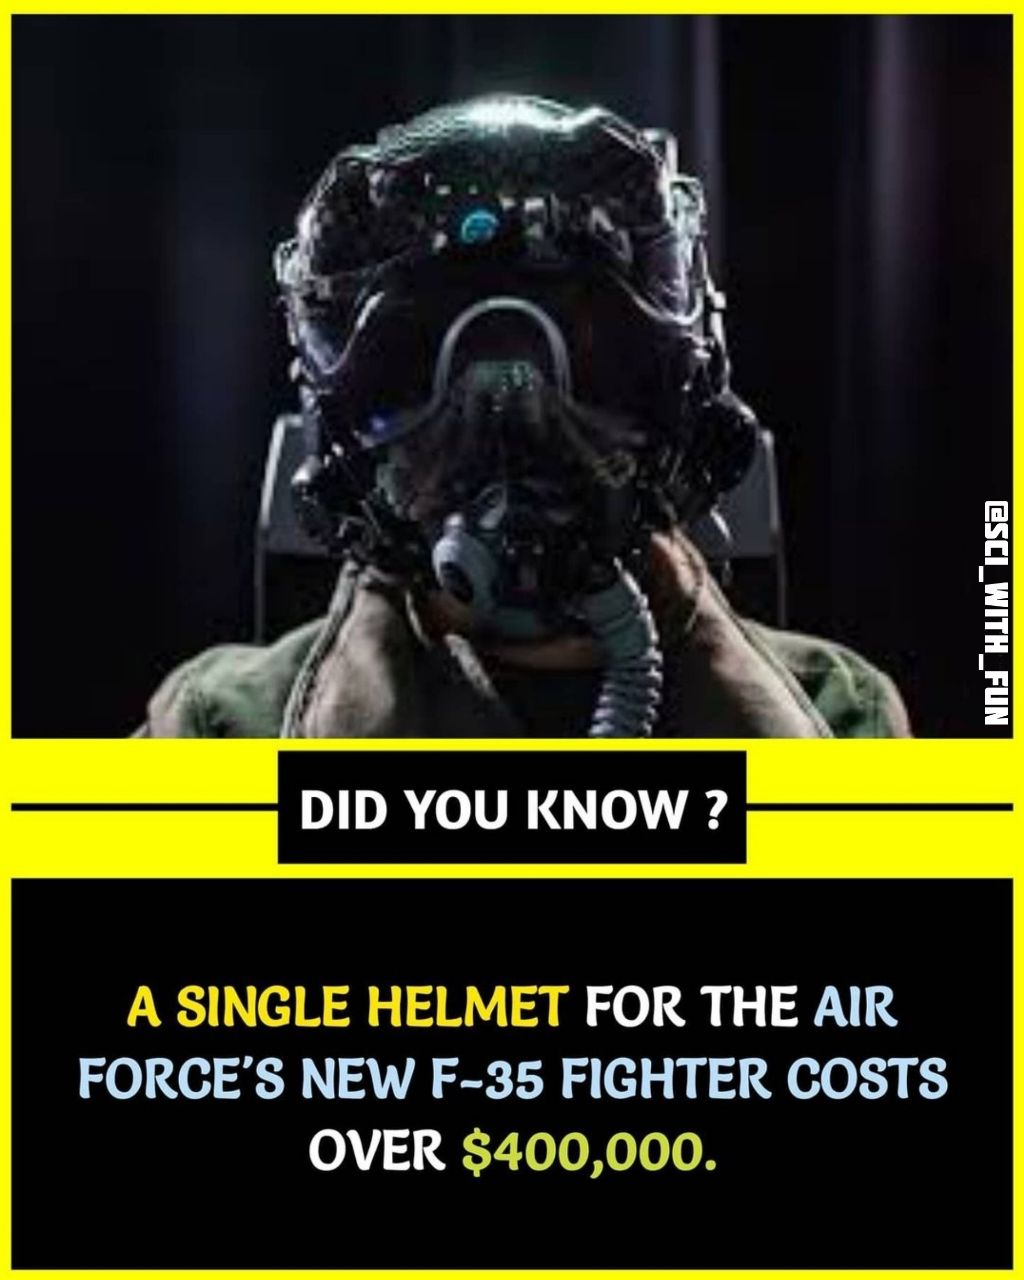 @SCI_WITH_FUN
DID YOU KNOW ?
A SINGLE HELMET FOR THE AIR
FORCE'S NEW F-35 FIGHTER COSTS
OVER $400,000.